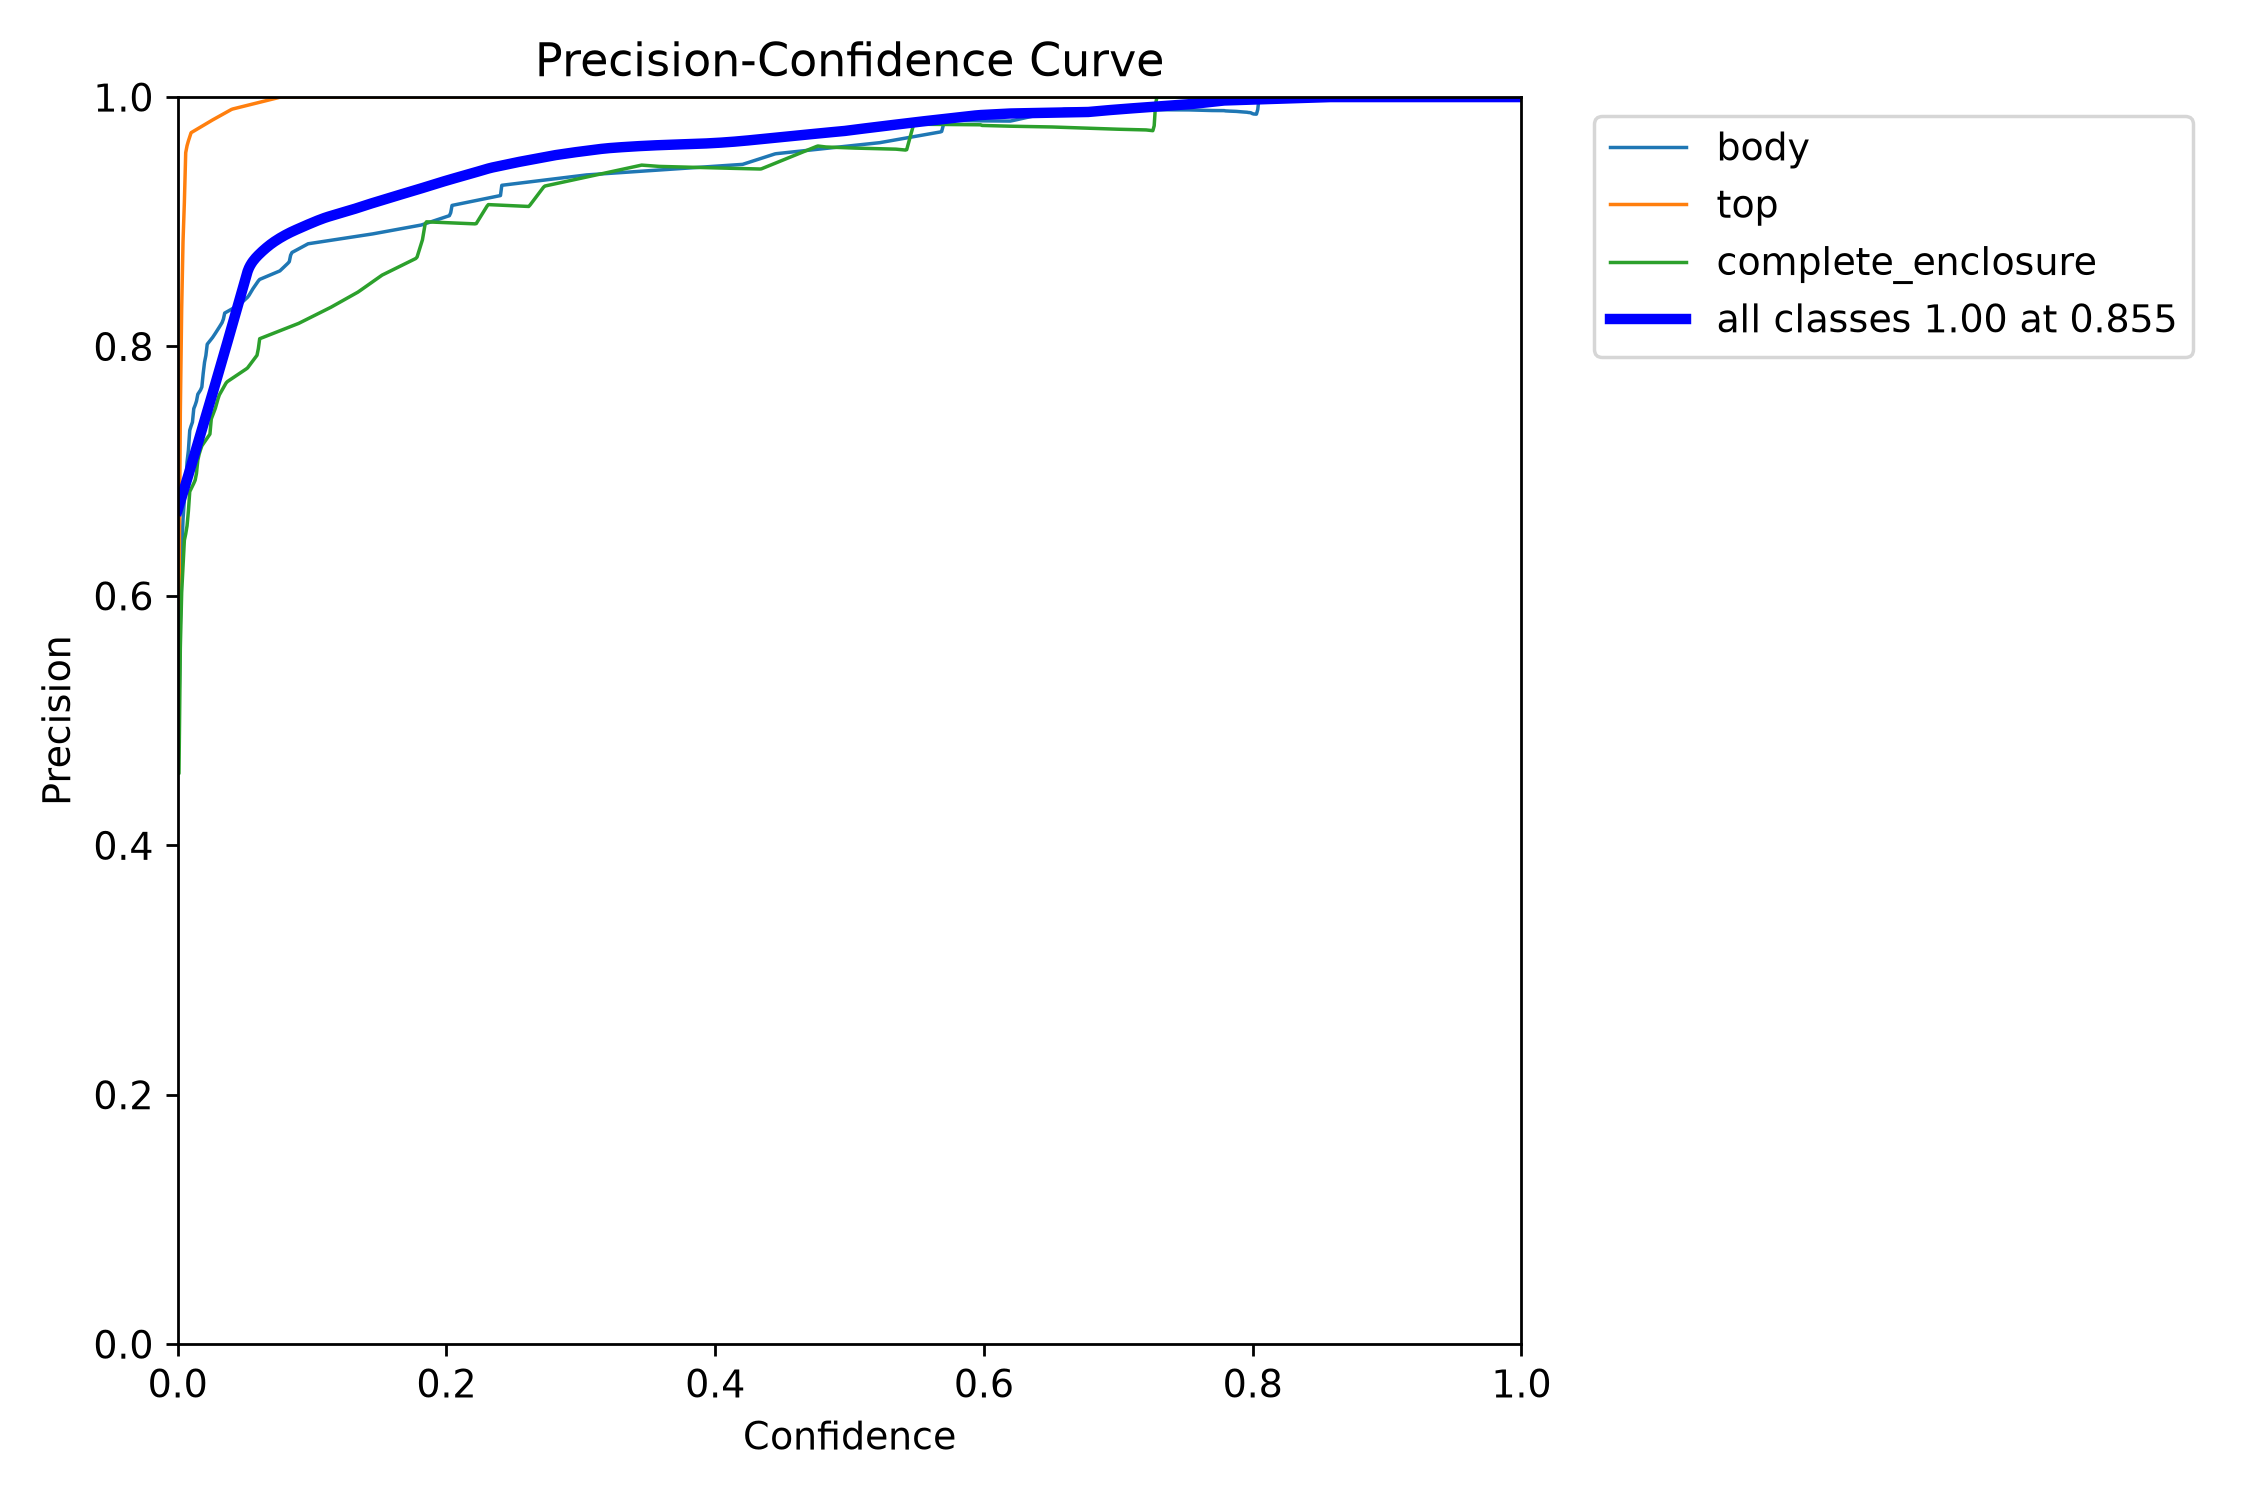 Precision-Confidence Curve
1.0
0.8
0.6
0.4
0.2
0.0
Precision
0.0 0.2 0.4 0.6 0.8 1.0
Confidence
body
top
complete_enclosure
all classes 1.00 at 0.855